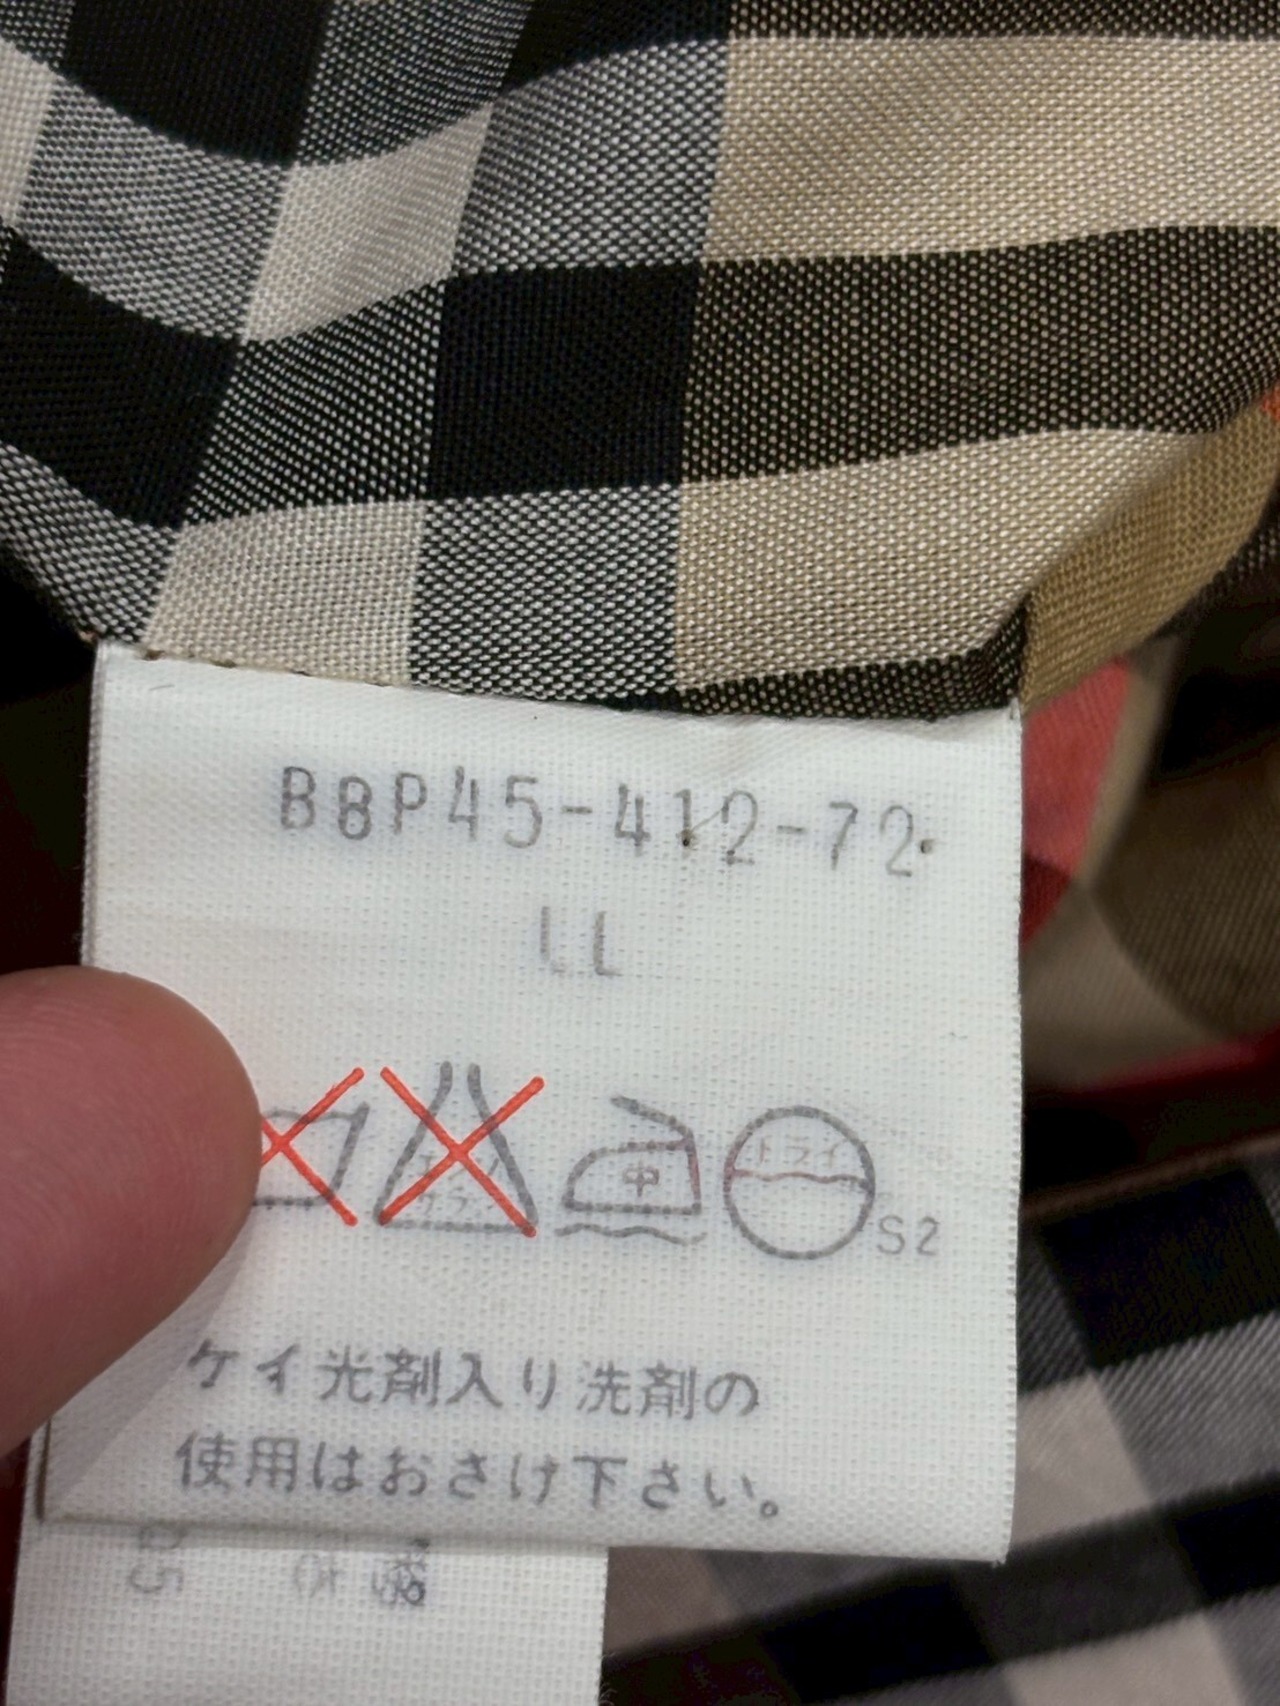 BBP45-412-72
LL
中 ドライ S2
ケイ光剤入り洗剤の
使用はおさけ下さい。